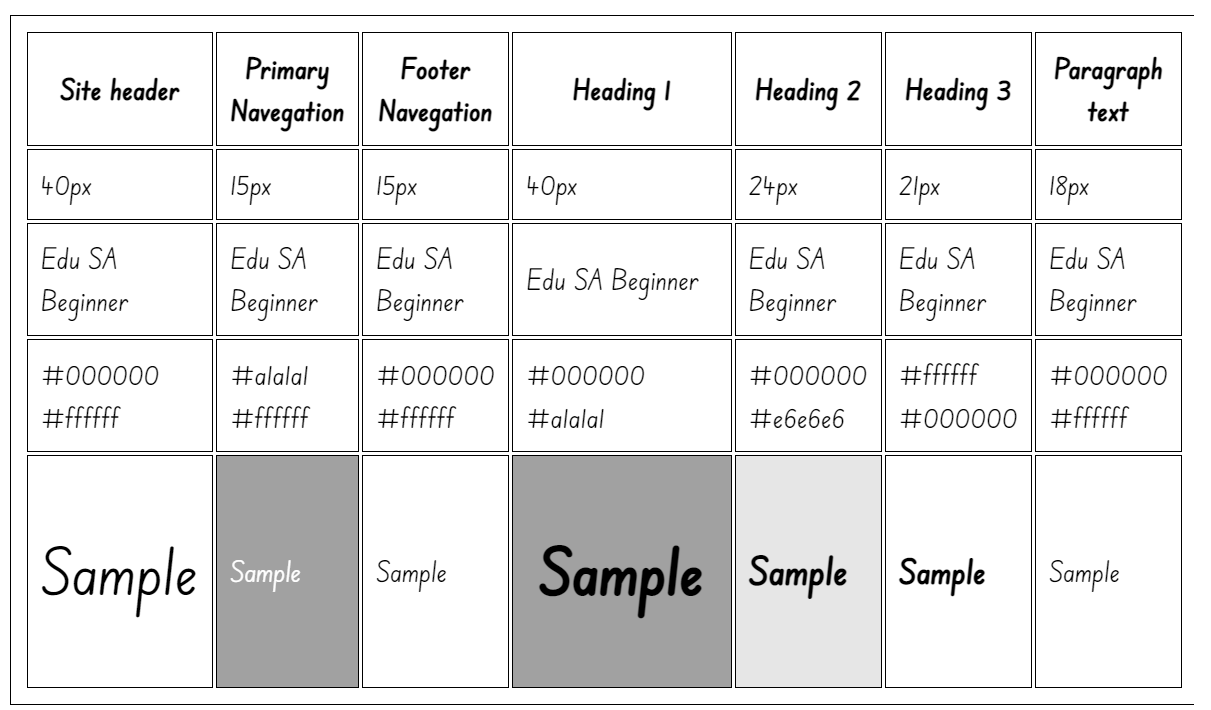 Site header
Primary
Navegation
Footer
Navegation
Heading 1
Heading 2
Heading 3
Paragraph
text
40px
15px
15px
40px
24px
21px
18px
Edu SA
Beginner
Edu SA
Beginner
Edu SA
Beginner
Edu SA Beginner
Edu SA
Beginner
Edu SA
Beginner
Edu SA
Beginner
#000000
#ffffff
#a1a1a1
#ffffff
#000000
#ffffff
#000000
#a1a1a1
#000000
#e6e6e6
#ffffff
#000000
#000000
#ffffff
Sample
Sample
Sample
Sample
Sample
Sample
Sample